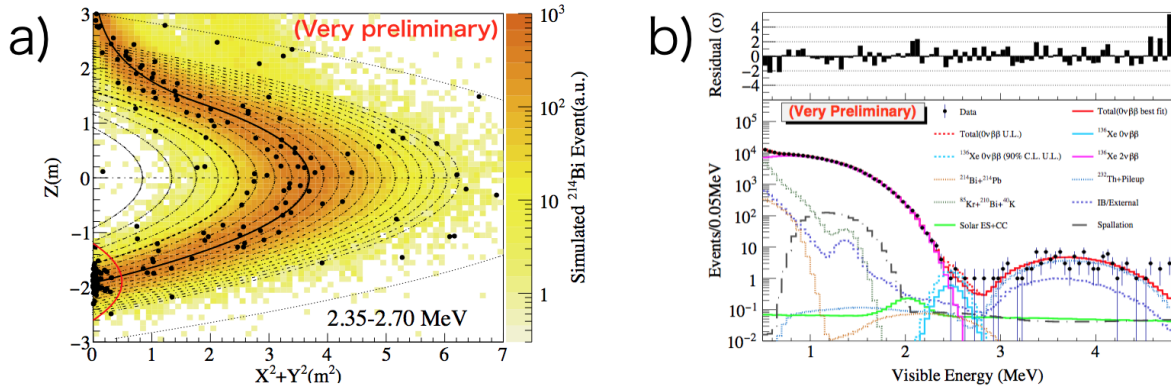 a)
(Very preliminary)
3
2
1
0
−1
−2
−3
Z(m)
2.35-2.70 MeV
0 1 2 3 4 5 6 7
X²+Y²(m²)
10³
10²
10
1
Simulated ²¹⁴Bi Event(a.u.)
b)
Residual (σ)
4
2
0
−2
−4
(Very Preliminary)
Data
Total(0νββ best fit)
Total(0νββ U.L.)
¹³⁶Xe 0νββ
¹³⁶Xe 0νββ (90% C.L. U.L.)
¹³⁶Xe 2νββ
²¹⁴Bi+²¹⁴Pb
²³²Th+Pileup
⁸⁵Kr+²¹⁰Bi+⁴⁰K
IB/External
Solar ES+CC
Spallation
Events/0.05MeV
10⁵
10⁴
10³
10²
10
1
10⁻¹
10⁻²
1 2 3 4
Visible Energy (MeV)